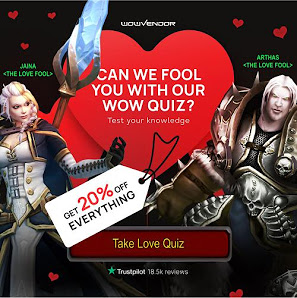 WOWVENDOR
JAINA
<THE LOVE FOOL>
ARTHAS
<THE LOVE FOOL>
CAN WE FOOL
YOU WITH OUR
WOW QUIZ?
Test your knowledge
GET 20% OFF
EVERYTHING
Take Love Quiz
Trustpilot 18.5k reviews